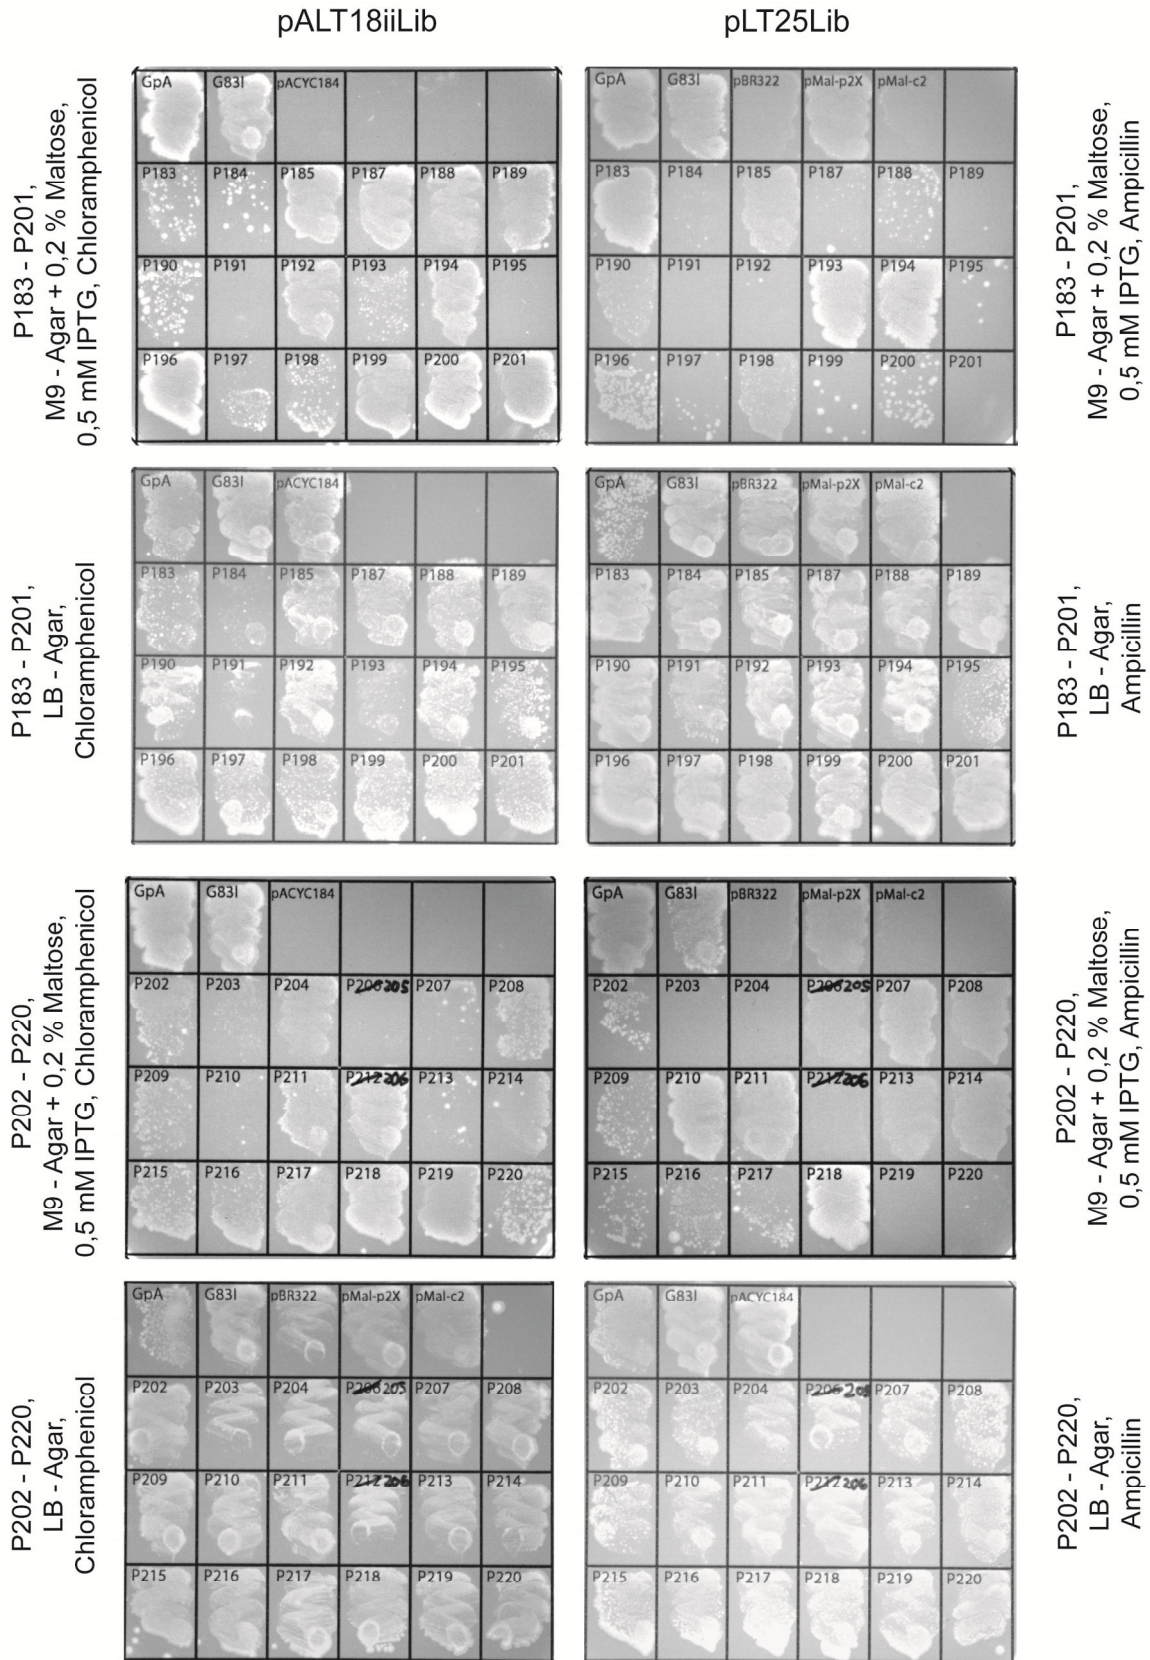 pALT18iiLib pLT25Lib
P183 - P201,
M9 - Agar + 0,2 % Maltose,
0,5 mM IPTG, Chloramphenicol
GpA G83I pACYC184
P183 P184 P185 P187 P188 P189
P190 P191 P192 P193 P194 P195
P196 P197 P198 P199 P200 P201
GpA G83I pBR322 pMal-p2X pMal-c2
P183 P184 P185 P187 P188 P189
P190 P191 P192 P193 P194 P195
P196 P197 P198 P199 P200 P201
P183 - P201,
M9 - Agar + 0,2 % Maltose,
0,5 mM IPTG, Ampicillin
P183 - P201,
LB - Agar,
Chloramphenicol
GpA G83I pACYC184
P183 P184 P185 P187 P188 P189
P190 P191 P192 P193 P194 P195
P196 P197 P198 P199 P200 P201
GpA G83I pBR322 pMal-p2X pMal-c2
P183 P184 P185 P187 P188 P189
P190 P191 P192 P193 P194 P195
P196 P197 P198 P199 P200 P201
P183 - P201,
LB - Agar,
Ampicillin
P202 - P220,
M9 - Agar + 0,2 % Maltose,
0,5 mM IPTG, Chloramphenicol
GpA G83I pACYC184
P202 P203 P204 P206 205 P207 P208
P209 P210 P211 P212 206 P213 P214
P215 P216 P217 P218 P219 P220
GpA G83I pBR322 pMal-p2X pMal-c2
P202 P203 P204 P206 205 P207 P208
P209 P210 P211 P212 206 P213 P214
P215 P216 P217 P218 P219 P220
P202 - P220,
M9 - Agar + 0,2 % Maltose,
0,5 mM IPTG, Ampicillin
P202 - P220,
LB - Agar,
Chloramphenicol
GpA G83I pBR322 pMal-p2X pMal-c2
P202 P203 P204 P206 205 P207 P208
P209 P210 P211 P212 206 P213 P214
P215 P216 P217 P218 P219 P220
GpA G83I pACYC184
P202 P203 P204 P206 205 P207 P208
P209 P210 P211 P212 206 P213 P214
P215 P216 P217 P218 P219 P220
P202 - P220,
LB - Agar,
Ampicillin